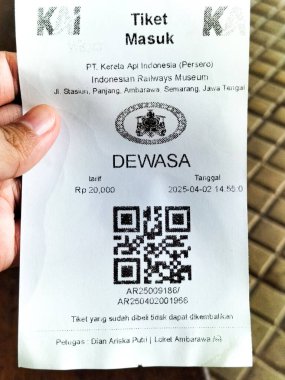 KAI
Tiket
Masuk
KAI
PT. Kereta Api Indonesia (Persero)
Indonesian Railways Museum
Jl. Stasiun, Panjang, Ambarawa, Semarang, Jawa Tengah
DEWASA
tarif
Tanggal
Rp 20,000
2025-04-02 14:55:0
AR25009186/
AR250402001966
Tiket yang sudah dibeli tidak dapat dikembalikan
Petugas : Dian Ariska Putri | Loket Ambarawa